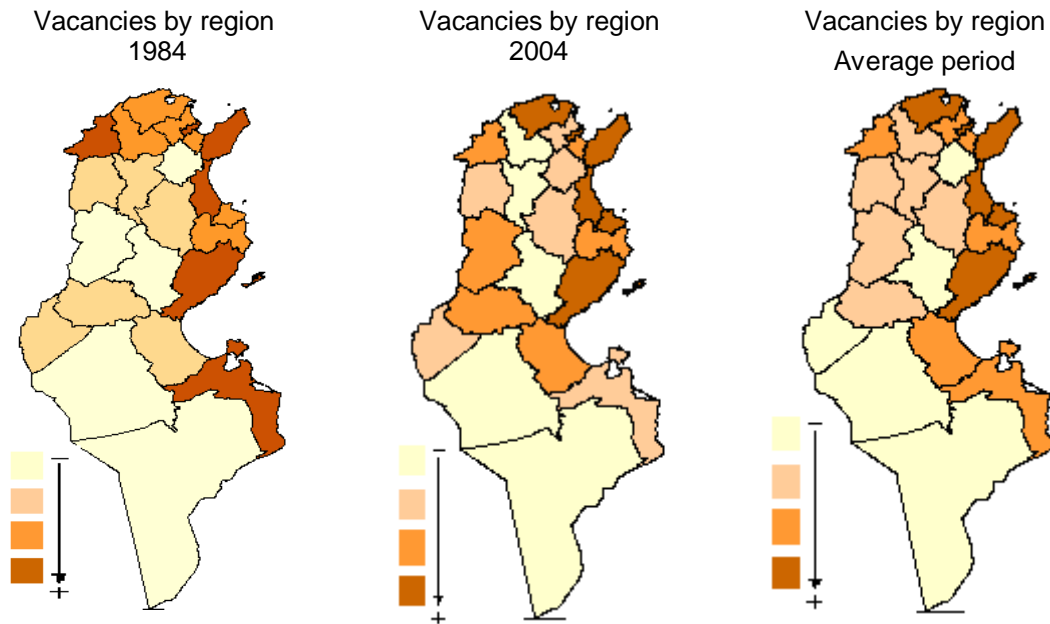 Vacancies by region
1984
Vacancies by region
2004
Vacancies by region
Average period
−
+
−
+
−
+